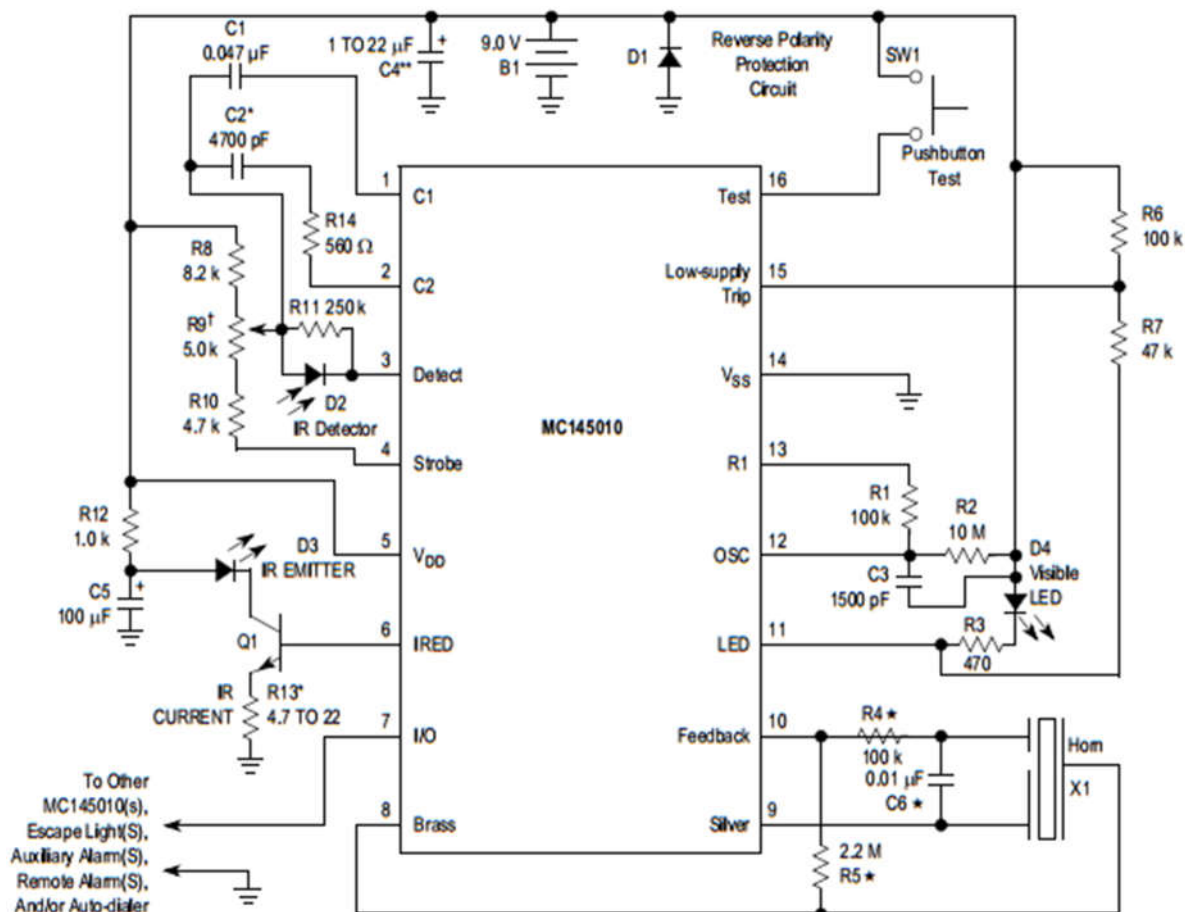 C1
0.047 µF
1 TO 22 µF
C4**
+
9.0 V
B1
D1
Reverse Polarity
Protection
Circuit
SW1
C2*
4700 pF
Pushbutton
Test
1
C1
Test
16
R14
560 Ω
R6
100 k
R8
8.2 k
2
C2
Low-supply
Trip
15
R11 250 k
R9†
5.0 k
R7
47 k
3
Detect
VSS
14
D2
IR Detector
R10
4.7 k
MC145010
4
Strobe
R1
13
R12
1.0 k
R1
100 k
R2
10 M
D3
IR EMITTER
5
VDD
OSC
12
D4
Visible
LED
C3
1500 pF
+
C5
100 µF
Q1
6
IRED
LED
11
R3
470
IR
CURRENT
R13*
4.7 TO 22
7
I/O
Feedback
10
R4★
100 k
0.01 µF
C6 ★
Horn
X1
To Other
MC145010(s),
Escape Light(S),
Auxiliary Alarm(S),
Remote Alarm(S),
And/or Auto-dialer
8
Brass
Silver
9
2.2 M
R5★